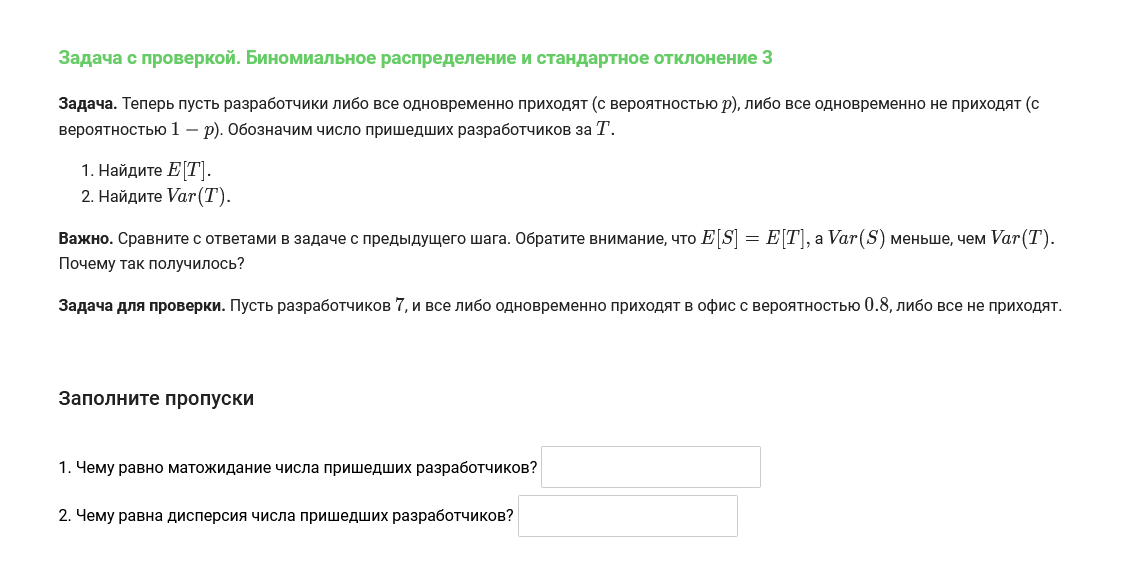 Задача с проверкой. Биномиальное распределение и стандартное отклонение 3
Задача. Теперь пусть разработчики либо все одновременно приходят (с вероятностью p), либо все одновременно не приходят (с
вероятностью 1 − p). Обозначим число пришедших разработчиков за T.
1. Найдите E[T].
2. Найдите Var(T).
Важно. Сравните с ответами в задаче с предыдущего шага. Обратите внимание, что E[S] = E[T], а Var(S) меньше, чем Var(T).
Почему так получилось?
Задача для проверки. Пусть разработчиков 7, и все либо одновременно приходят в офис с вероятностью 0.8, либо все не приходят.
Заполните пропуски
1. Чему равно матожидание числа пришедших разработчиков?
2. Чему равна дисперсия числа пришедших разработчиков?